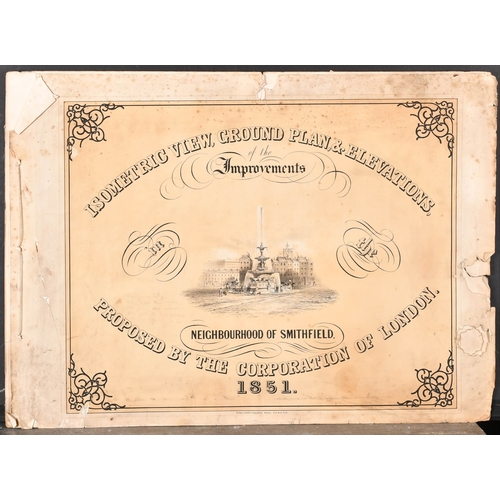 ISOMETRIC VIEW, GROUND PLAN, & ELEVATIONS,
of the
Improvements
in the
NEIGHBOURHOOD OF SMITHFIELD,
PROPOSED BY THE CORPORATION OF LONDON.
1851.